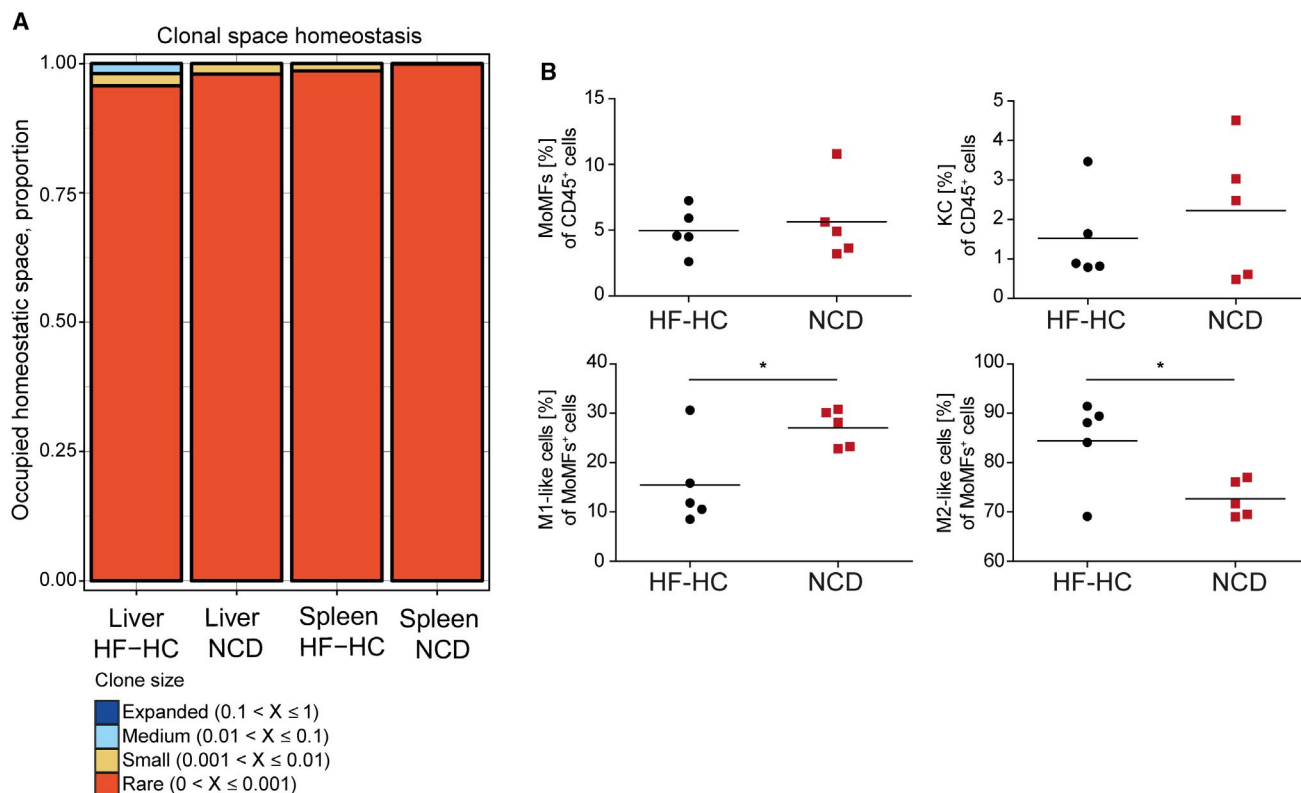 A
Clonal space homeostasis
Occupied homeostatic space, proportion
1.00
0.75
0.50
0.25
0.00
Liver
HF−HC
Liver
NCD
Spleen
HF−HC
Spleen
NCD
Clone size
Expanded (0.1 < X ≤ 1)
Medium (0.01 < X ≤ 0.1)
Small (0.001 < X ≤ 0.01)
Rare (0 < X ≤ 0.001)
B
MoMFs [%]
of CD45⁺ cells
15
10
5
0
HF-HC
NCD
KC [%]
of CD45⁺ cells
5
4
3
2
1
0
HF-HC
NCD
M1-like cells [%]
of MoMFs⁺ cells
40
30
20
10
0
*
HF-HC
NCD
M2-like cells [%]
of MoMFs⁺ cells
100
90
80
70
60
*
HF-HC
NCD